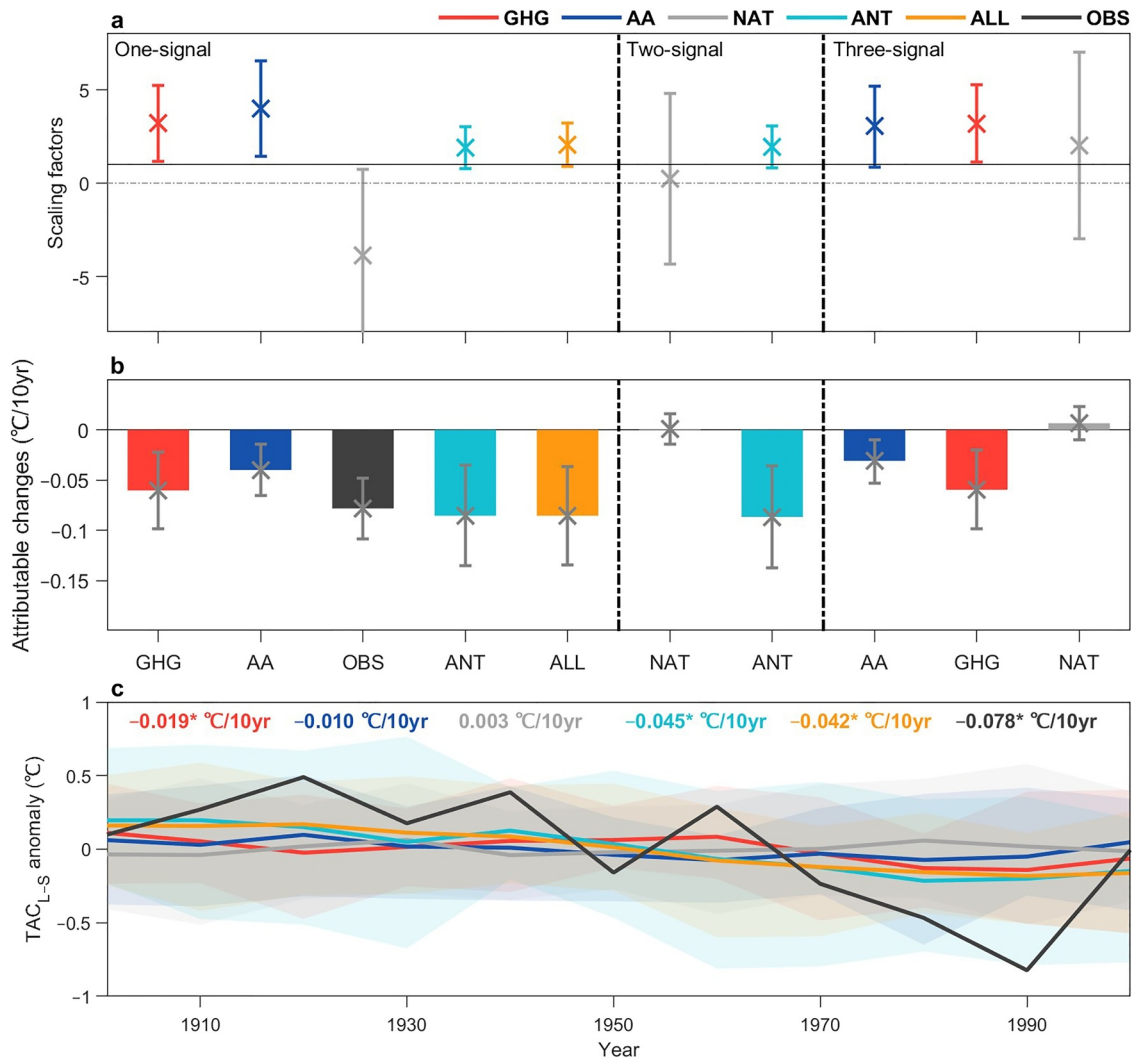 a
GHG AA NAT ANT ALL OBS
One-signal Two-signal Three-signal
5
0
-5
Scaling factors
b
0
−0.05
−0.1
−0.15
Attributable changes (℃/10yr)
GHG AA OBS ANT ALL NAT ANT AA GHG NAT
c
−0.019* ℃/10yr −0.010 ℃/10yr 0.003 ℃/10yr −0.045* ℃/10yr −0.042* ℃/10yr −0.078* ℃/10yr
1
0.5
0
−0.5
−1
TAC_L−S anomaly (℃)
1910 1930 1950 1970 1990
Year